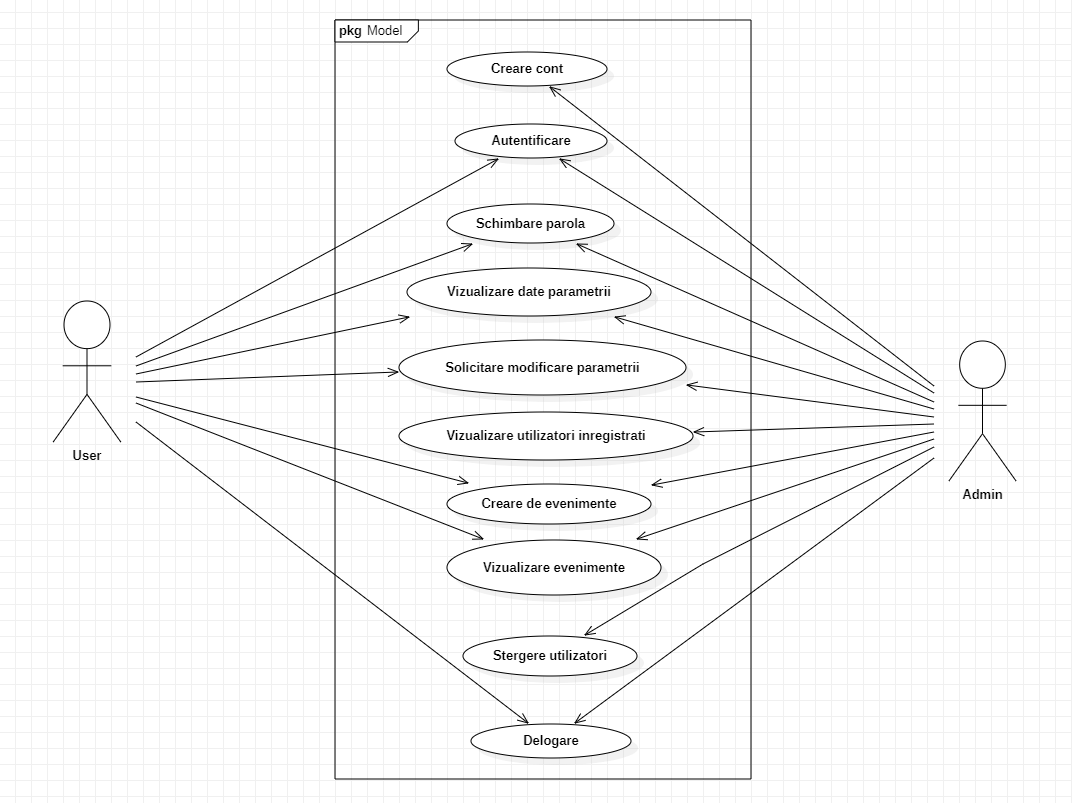 pkg Model
Creare cont
Autentificare
Schimbare parola
Vizualizare date parametrii
Solicitare modificare parametrii
Vizualizare utilizatori inregistrati
Creare de evenimente
Vizualizare evenimente
Stergere utilizatori
Delogare
User
Admin